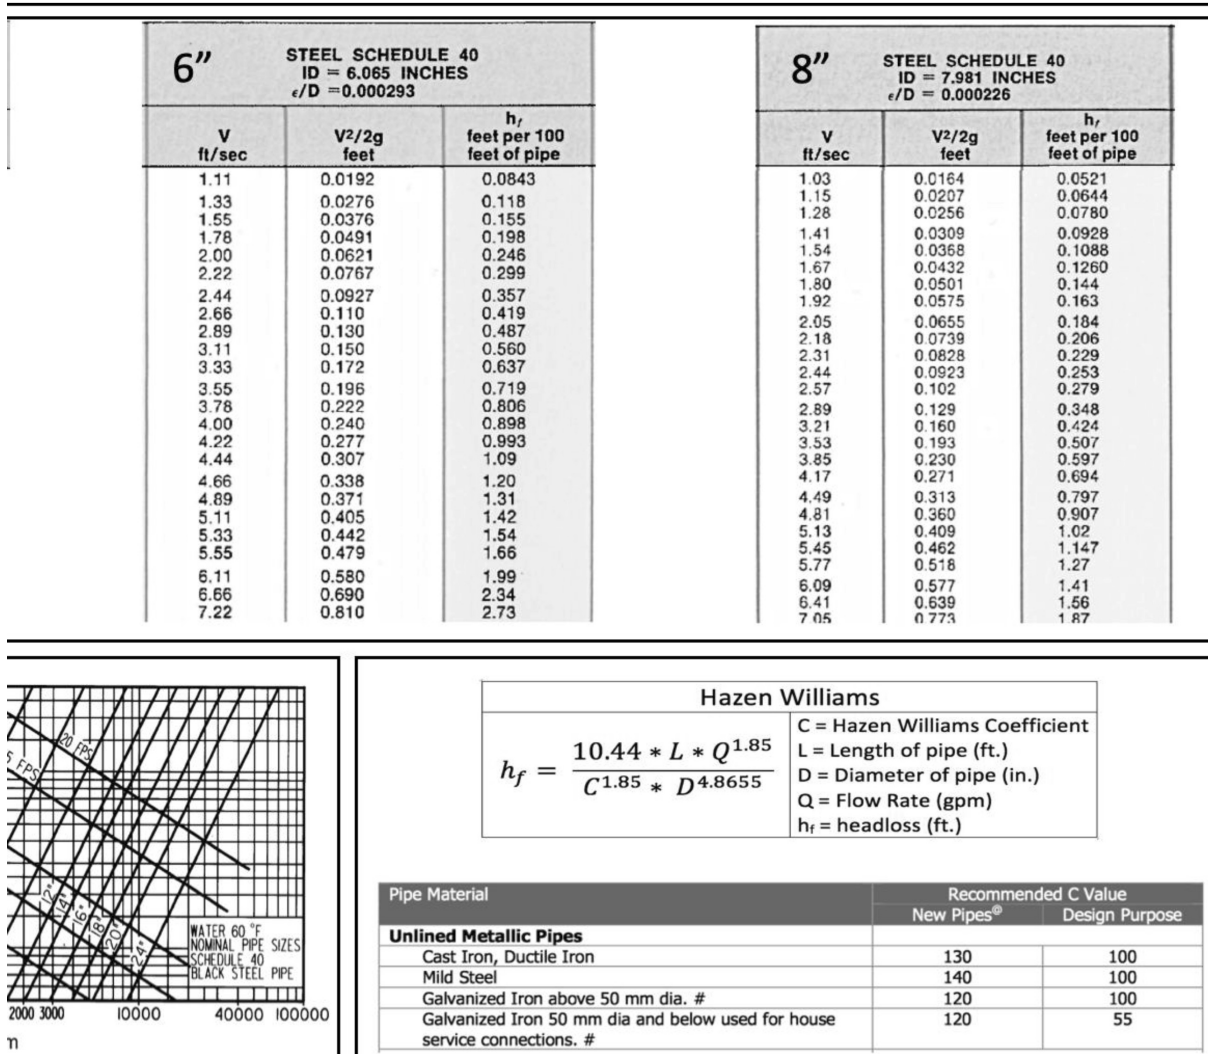 6”
STEEL SCHEDULE 40
ID = 6.065 INCHES
ϵ/D =0.000293
V ft/sec V²/2g feet hf feet per 100 feet of pipe
1.11 0.0192 0.0843
1.33 0.0276 0.118
1.55 0.0376 0.155
1.78 0.0491 0.198
2.00 0.0621 0.246
2.22 0.0767 0.299
2.44 0.0927 0.357
2.66 0.110 0.419
2.89 0.130 0.487
3.11 0.150 0.560
3.33 0.172 0.637
3.55 0.196 0.719
3.78 0.222 0.806
4.00 0.240 0.898
4.22 0.277 0.993
4.44 0.307 1.09
4.66 0.338 1.20
4.89 0.371 1.31
5.11 0.405 1.42
5.33 0.442 1.54
5.55 0.479 1.66
6.11 0.580 1.99
6.66 0.690 2.34
7.22 0.810 2.73
8”
STEEL SCHEDULE 40
ID = 7.981 INCHES
ϵ/D = 0.000226
V ft/sec V²/2g feet hf feet per 100 feet of pipe
1.03 0.0164 0.0521
1.15 0.0207 0.0644
1.28 0.0256 0.0780
1.41 0.0309 0.0928
1.54 0.0368 0.1088
1.67 0.0432 0.1260
1.80 0.0501 0.144
1.92 0.0575 0.163
2.05 0.0655 0.184
2.18 0.0739 0.206
2.31 0.0828 0.229
2.44 0.0923 0.253
2.57 0.102 0.279
2.89 0.129 0.348
3.21 0.160 0.424
3.53 0.193 0.507
3.85 0.230 0.597
4.17 0.271 0.694
4.49 0.313 0.797
4.81 0.360 0.907
5.13 0.409 1.02
5.45 0.462 1.147
5.77 0.518 1.27
6.09 0.577 1.41
6.41 0.639 1.56
7.05 0.773 1.87
20 FPS
5 FPS
12"
14"
16"
18"
20"
24"
WATER 60 °F
NOMINAL PIPE SIZES
SCHEDULE 40
BLACK STEEL PIPE
2000 3000 10000 40000 100000
m
Hazen Williams
hf = 10.44 * L * Q^1.85 / C^1.85 * D^4.8655
C = Hazen Williams Coefficient
L = Length of pipe (ft.)
D = Diameter of pipe (in.)
Q = Flow Rate (gpm)
hf = headloss (ft.)
Pipe Material Recommended C Value
New Pipes@ Design Purpose
Unlined Metallic Pipes
Cast Iron, Ductile Iron 130 100
Mild Steel 140 100
Galvanized Iron above 50 mm dia. # 120 100
Galvanized Iron 50 mm dia and below used for house 120 55
service connections. #